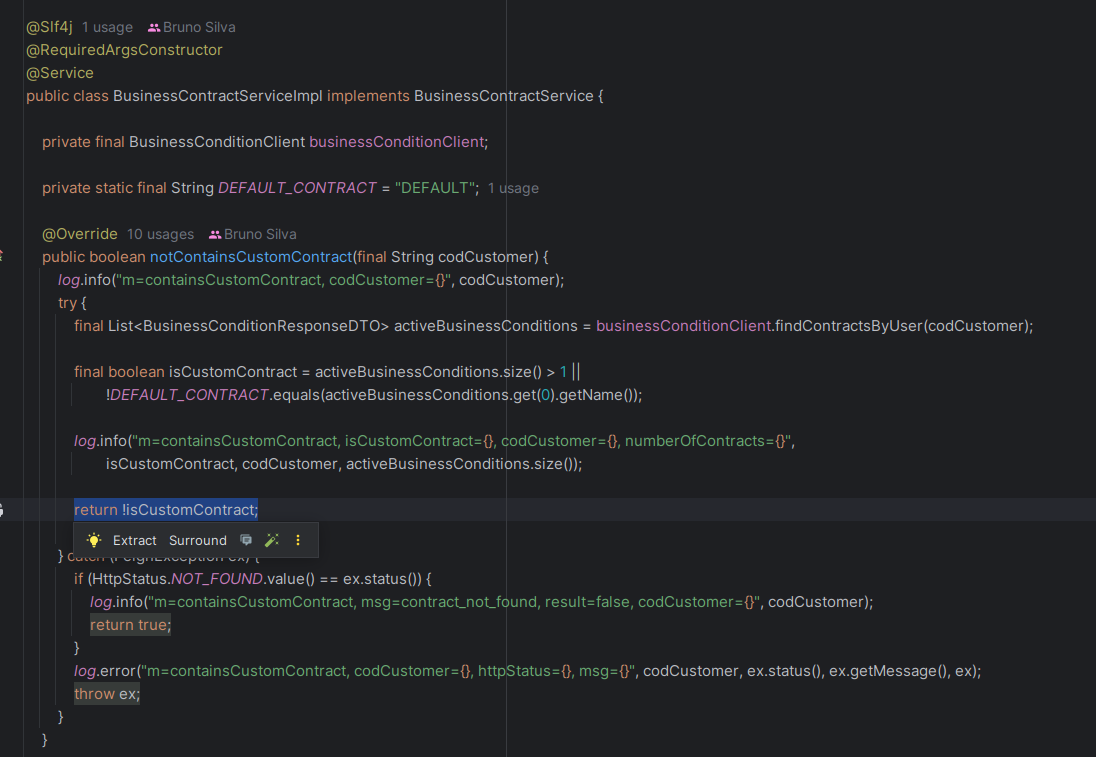 @Slf4j 1 usage Bruno Silva
@RequiredArgsConstructor
@Service
public class BusinessContractServiceImpl implements BusinessContractService {
private final BusinessConditionClient businessConditionClient;
private static final String DEFAULT_CONTRACT = "DEFAULT"; 1 usage
@Override 10 usages Bruno Silva
public boolean notContainsCustomContract(final String codCustomer) {
log.info("m=containsCustomContract, codCustomer={}", codCustomer);
try {
final List<BusinessConditionResponseDTO> activeBusinessConditions = businessConditionClient.findContractsByUser(codCustomer);
final boolean isCustomContract = activeBusinessConditions.size() > 1 ||
!DEFAULT_CONTRACT.equals(activeBusinessConditions.get(0).getName());
log.info("m=containsCustomContract, isCustomContract={}, codCustomer={}, numberOfContracts={}",
isCustomContract, codCustomer, activeBusinessConditions.size());
return !isCustomContract;
Extract Surround
} catch (FeignException ex) {
if (HttpStatus.NOT_FOUND.value() == ex.status()) {
log.info("m=containsCustomContract, msg=contract_not_found, result=false, codCustomer={}", codCustomer);
return true;
}
log.error("m=containsCustomContract, codCustomer={}, httpStatus={}, msg={}", codCustomer, ex.status(), ex.getMessage(), ex);
throw ex;
}
}